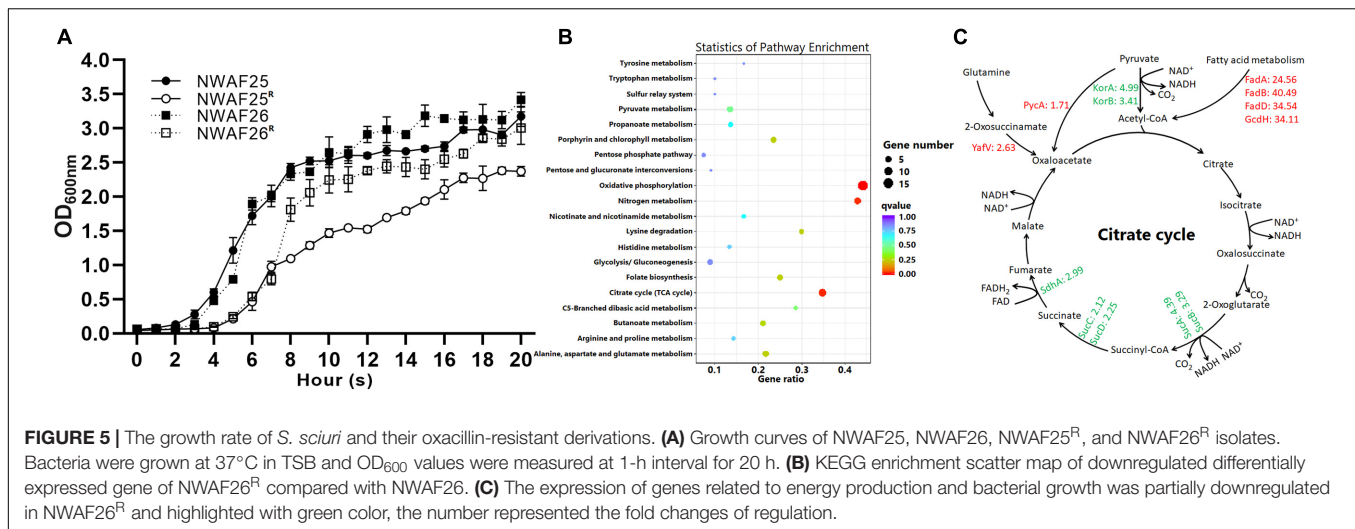 A
4.0
3.5
3.0
2.5
2.0
1.5
1.0
0.5
0.0
OD600nm
NWAF25
NWAF25R
NWAF26
NWAF26R
0 2 4 6 8 10 12 14 16 18 20
Hour (s)
B
Statistics of Pathway Enrichment
Tyrosine metabolism
Tryptophan metabolism
Sulfur relay system
Pyruvate metabolism
Propanoate metabolism
Porphyrin and chlorophyll metabolism
Pentose phosphate pathway
Pentose and glucuronate interconversions
Oxidative phosphorylation
Nitrogen metabolism
Nicotinate and nicotinamide metabolism
Lysine degradation
Histidine metabolism
Glycolysis/ Gluconeogenesis
Folate biosynthesis
Citrate cycle (TCA cycle)
C5-Branched dibasic acid metabolism
Butanoate metabolism
Arginine and proline metabolism
Alanine, aspartate and glutamate metabolism
0.1 0.2 0.3 0.4
Gene ratio
Gene number
5
10
15
qvalue
1.00
0.75
0.50
0.25
0.00
C
Pyruvate
Fatty acid metabolism
Glutamine
KorA: 4.99
KorB: 3.41
NAD+
NADH
CO2
FadA: 24.56
FadB: 40.49
FadD: 34.54
GcdH: 34.11
PycA: 1.71
Acetyl-CoA
2-Oxosuccinamate
YafV: 2.63
Oxaloacetate
Citrate
NADH
NAD+
Isocitrate
Malate
Citrate cycle
NAD+
NADH
Oxalosuccinate
Fumarate
FADH2
FAD
SdhA: 2.99
CO2
2-Oxoglutarate
Succinate
SucC: 2.12
SucD: 2.25
SucA: 4.39
SucB: 3.29
Succinyl-CoA
CO2
NADH
NAD+
FIGURE 5 | The growth rate of S. sciuri and their oxacillin-resistant derivations. (A) Growth curves of NWAF25, NWAF26, NWAF25R, and NWAF26R isolates.
Bacteria were grown at 37°C in TSB and OD600 values were measured at 1-h interval for 20 h. (B) KEGG enrichment scatter map of downregulated differentially
expressed gene of NWAF26R compared with NWAF26. (C) The expression of genes related to energy production and bacterial growth was partially downregulated
in NWAF26R and highlighted with green color, the number represented the fold changes of regulation.